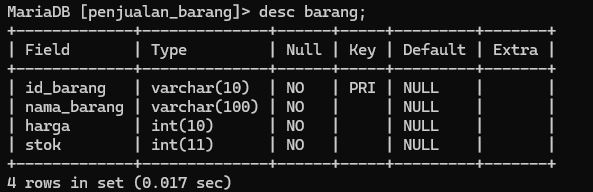 MariaDB [penjualan_barang]> desc barang;
+-------------+--------------+------+-----+---------+-------+
| Field       | Type         | Null | Key | Default | Extra |
+-------------+--------------+------+-----+---------+-------+
| id_barang   | varchar(10)  | NO   | PRI | NULL    |       |
| nama_barang | varchar(100) | NO   |     | NULL    |       |
| harga       | int(10)      | NO   |     | NULL    |       |
| stok        | int(11)      | NO   |     | NULL    |       |
+-------------+--------------+------+-----+---------+-------+
4 rows in set (0.017 sec)